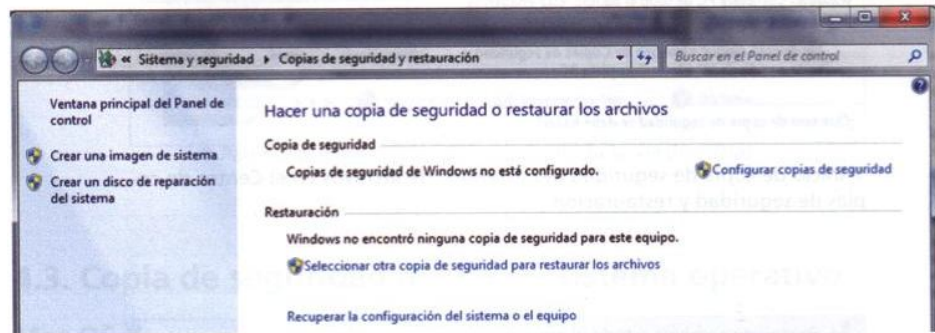 « Sistema y seguridad ▸ Copias de seguridad y restauración
Buscar en el Panel de control
Ventana principal del Panel de
control
Crear una imagen de sistema
Crear un disco de reparación
del sistema
Hacer una copia de seguridad o restaurar los archivos
Copia de seguridad
Copias de seguridad de Windows no está configurado.
Configurar copias de seguridad
Restauración
Windows no encontró ninguna copia de seguridad para este equipo.
Seleccionar otra copia de seguridad para restaurar los archivos
Recuperar la configuración del sistema o el equipo